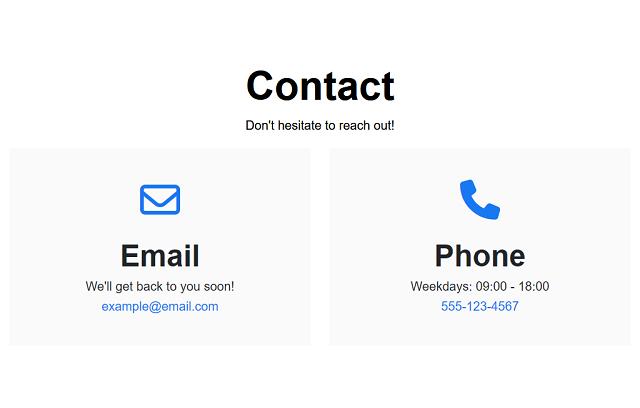 Contact
Don't hesitate to reach out!
Email
We'll get back to you soon!
example@email.com
Phone
Weekdays: 09:00 - 18:00
555-123-4567